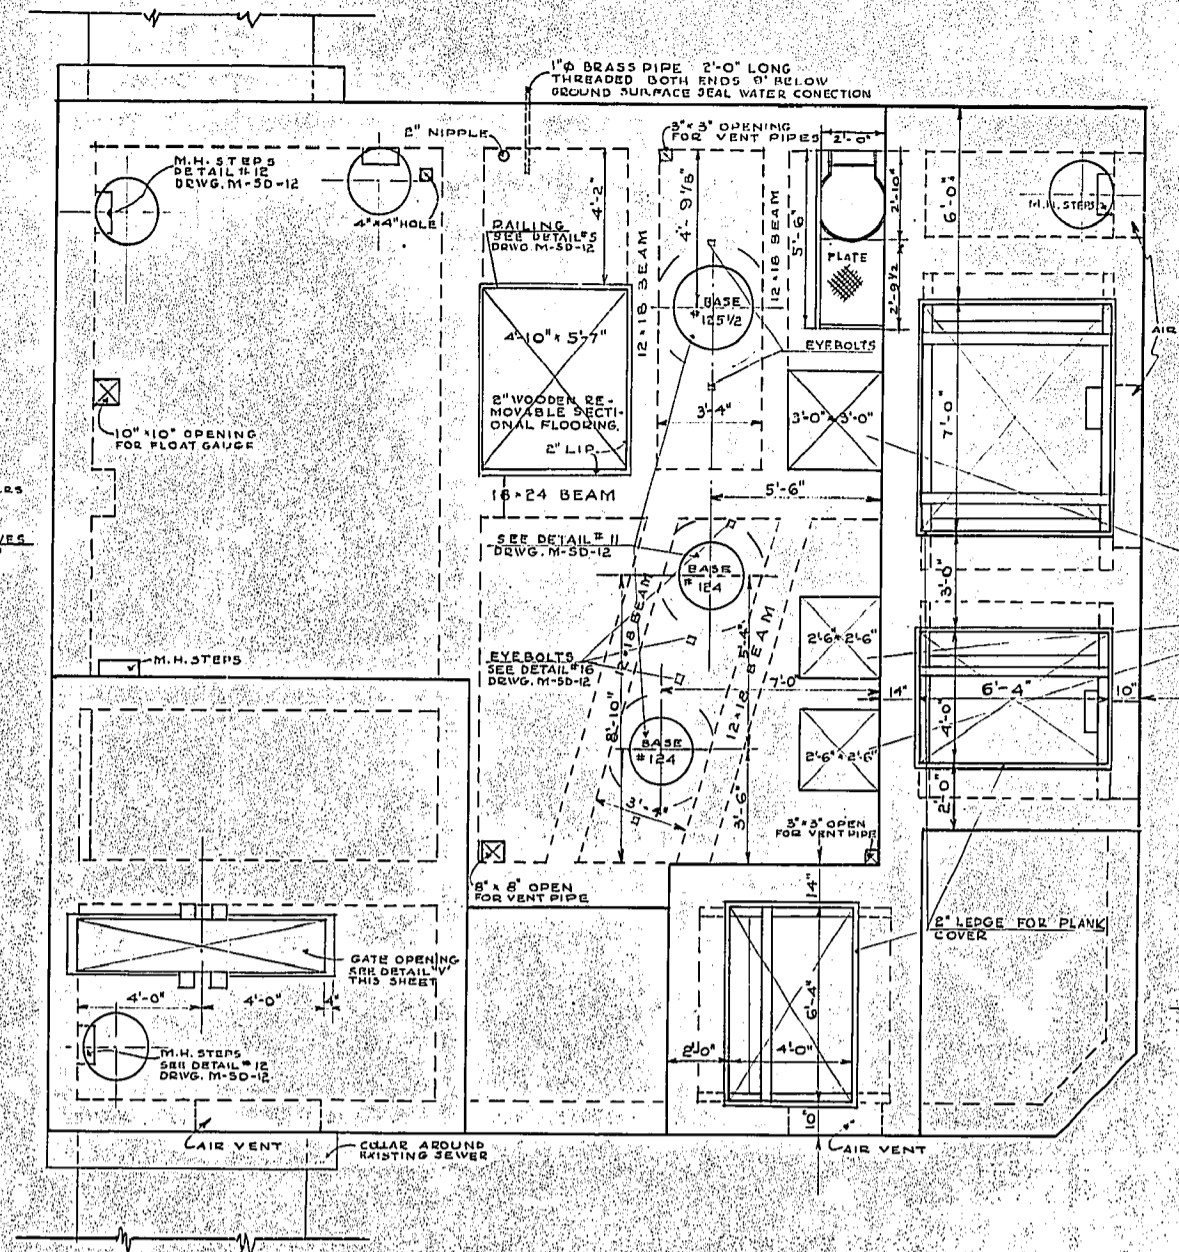 1"φ BRASS PIPE 2'-0" LONG
THREADED BOTH ENDS 9" BELOW
GROUND SURFACE SEAL WATER CONECTION
2" NIPPLE
3"×3" OPENING
FOR VENT PIPES
2'-0"
M.H. STEPS
DETAIL #12
DRWG. M-SD-12
4"×4" HOLE
4'-2"
RAILING
SEE DETAIL #5
DRWG. M-SD-12
12×18 BEAM
4'-9 1/8"
12×18 BEAM
5'-6"
2'-10"
6'-0"
M.H. STEPS
PLATE
2'-9 1/2
BASE
# 125 1/2
EYEBOLTS
AIR
4'-10" × 5'-7"
2" WOODEN RE-
MOVABLE SECTI-
ONAL FLOORING.
2" LIP
3'-4"
3'-0" × 3'-0"
7'-0"
10"×10" OPENING
FOR FLOAT GAUGE
18×24 BEAM
5'-6"
SEE DETAIL # 11
DRWG. M-SD-12
BASE
# 124
3'-0"
12×18 BEAM
5'-4"
12×18 BEAM
2'-6" × 2'-6"
EYEBOLTS
SEE DETAIL #16
DRWG. M-SD-12
7'-0"
14"
6'-4"
10"
M.H. STEPS
8'-10"
4'-0"
BASE
# 124
2'-6" × 2'-6"
3'-4"
3'-6"
2'-0"
3"×3" OPEN
FOR VENT PIPE
8" × 8" OPEN
FOR VENT PIPE
14"
2" LEDGE FOR PLANK
COVER
GATE OPENING
SEE DETAIL "V"
THIS SHEET
4'-0"
4'-0"
4"
6'-4"
2'-0"
4'-0"
M.H. STEPS
SEE DETAIL # 12
DRWG. M-SD-12
AIR VENT
COLLAR AROUND
EXISTING SEWER
AIR VENT